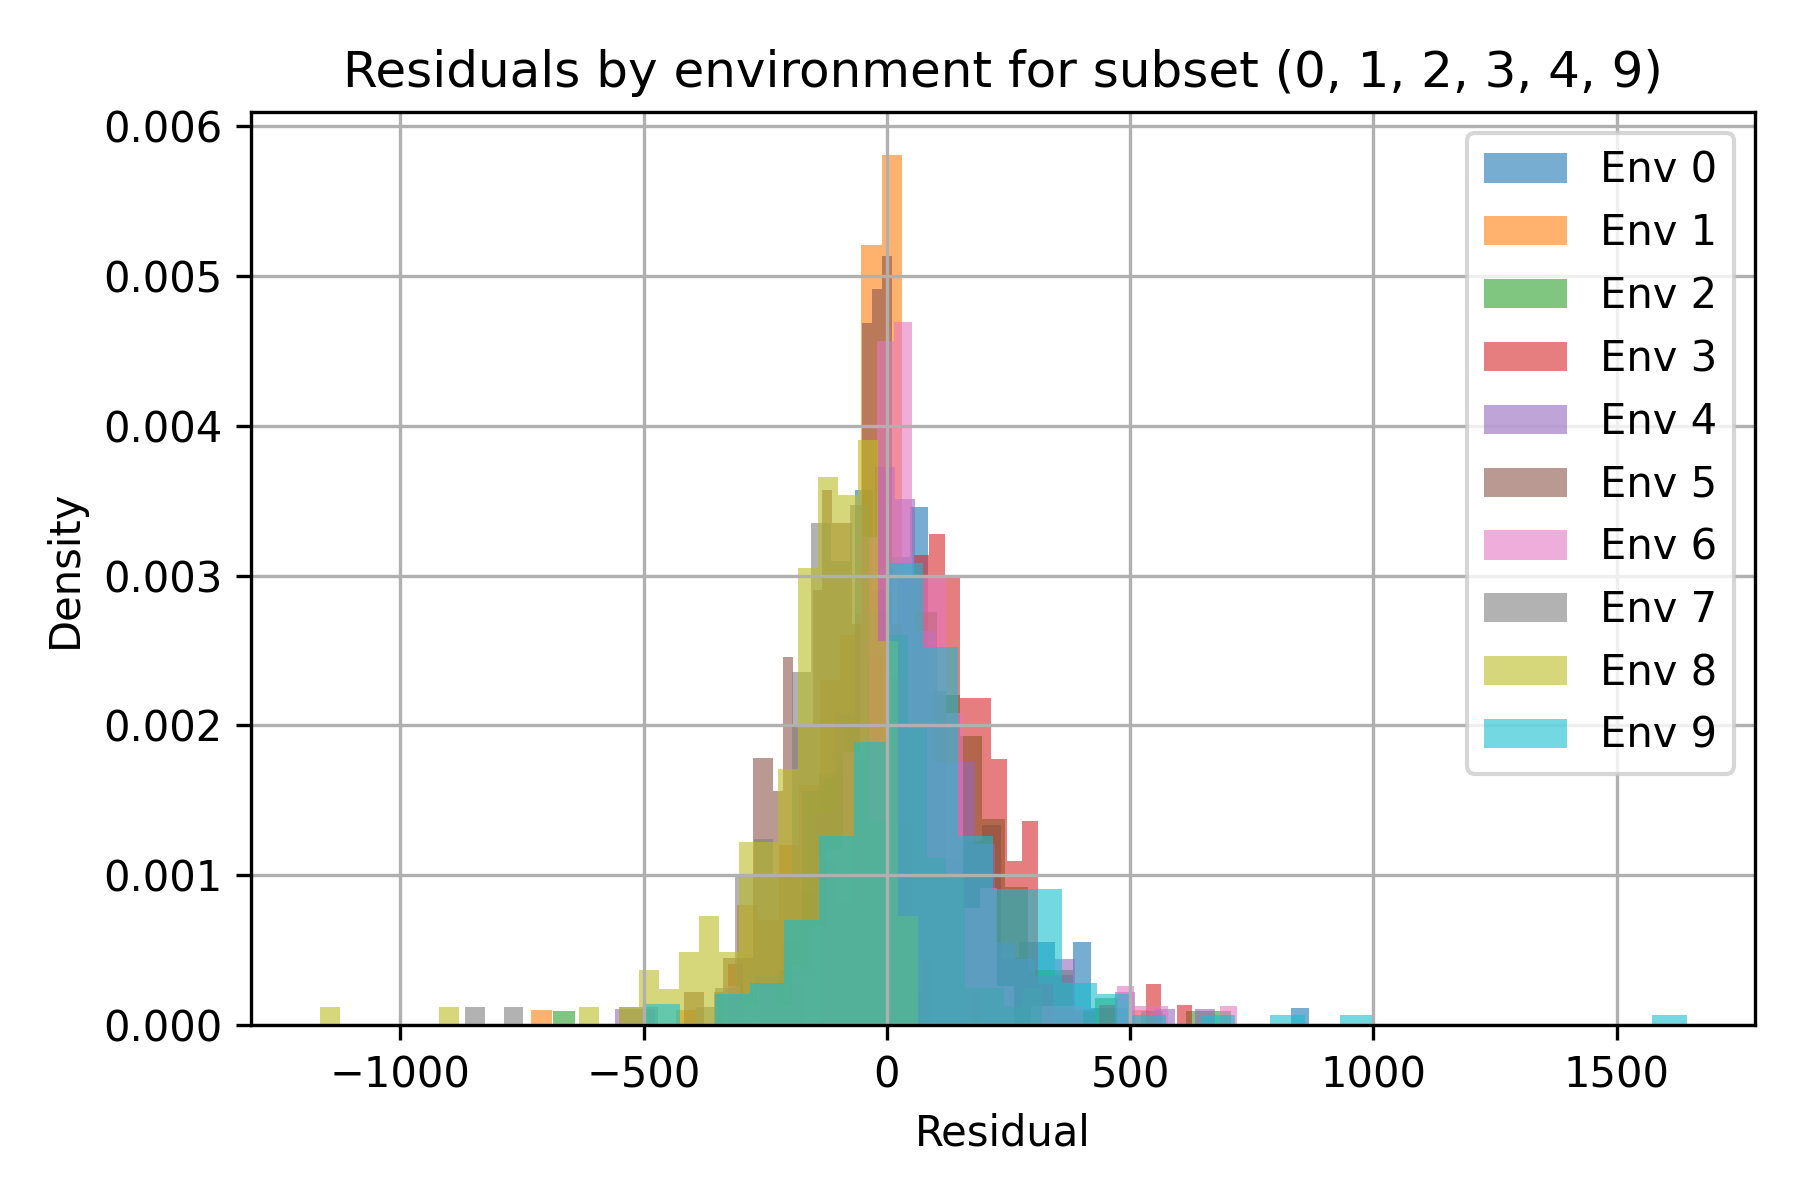 Residuals by environment for subset (0, 1, 2, 3, 4, 9)
0.006
0.005
0.004
0.003
0.002
0.001
0.000
Density
−1000
−500
0
500
1000
1500
Residual
Env 0
Env 1
Env 2
Env 3
Env 4
Env 5
Env 6
Env 7
Env 8
Env 9